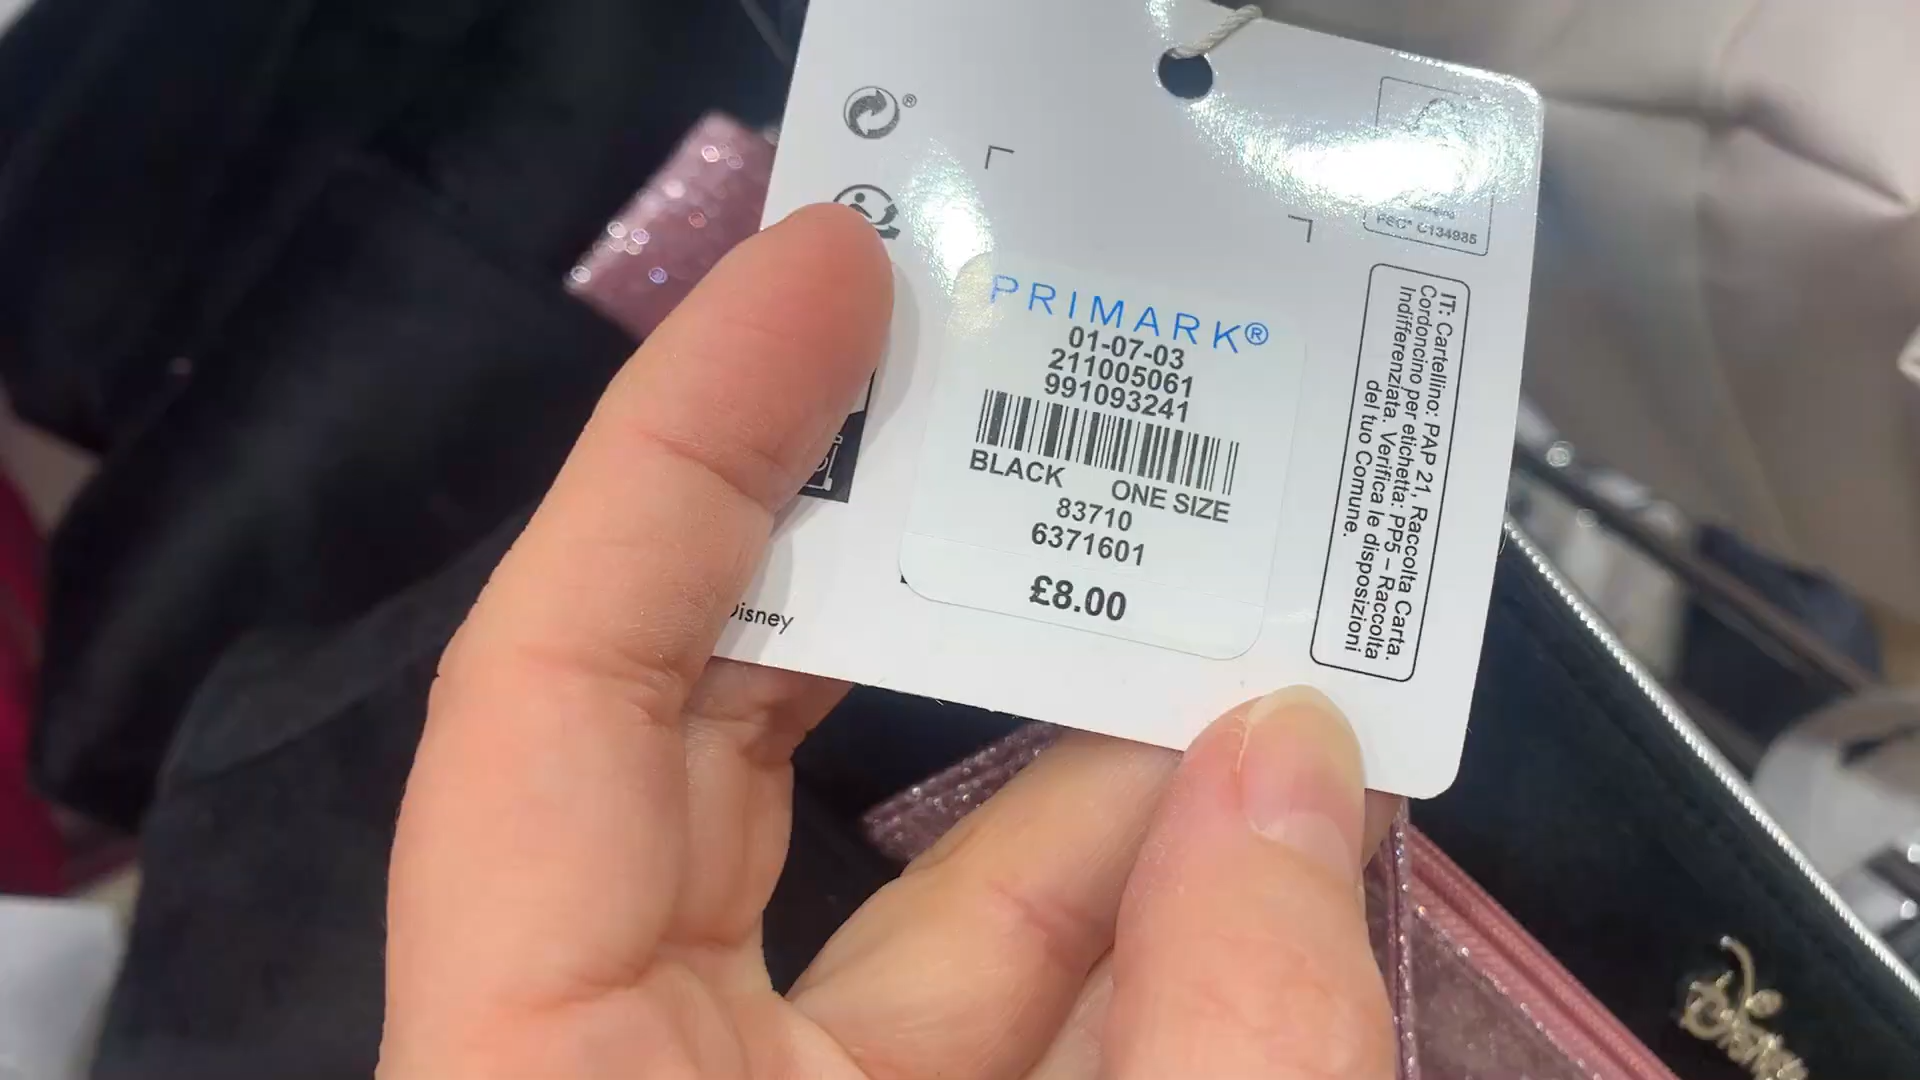 PRIMARK®
01-07-03
211005061
991093241
BLACK ONE SIZE
83710
6371601
£8.00
Disney
C134985
IT: Cartellino: PAP 21, Raccolta Carta.
Cordoncino per etichetta: PP5 – Raccolta
Indifferenziata. Verifica le disposizioni
del tuo Comune.
Disney